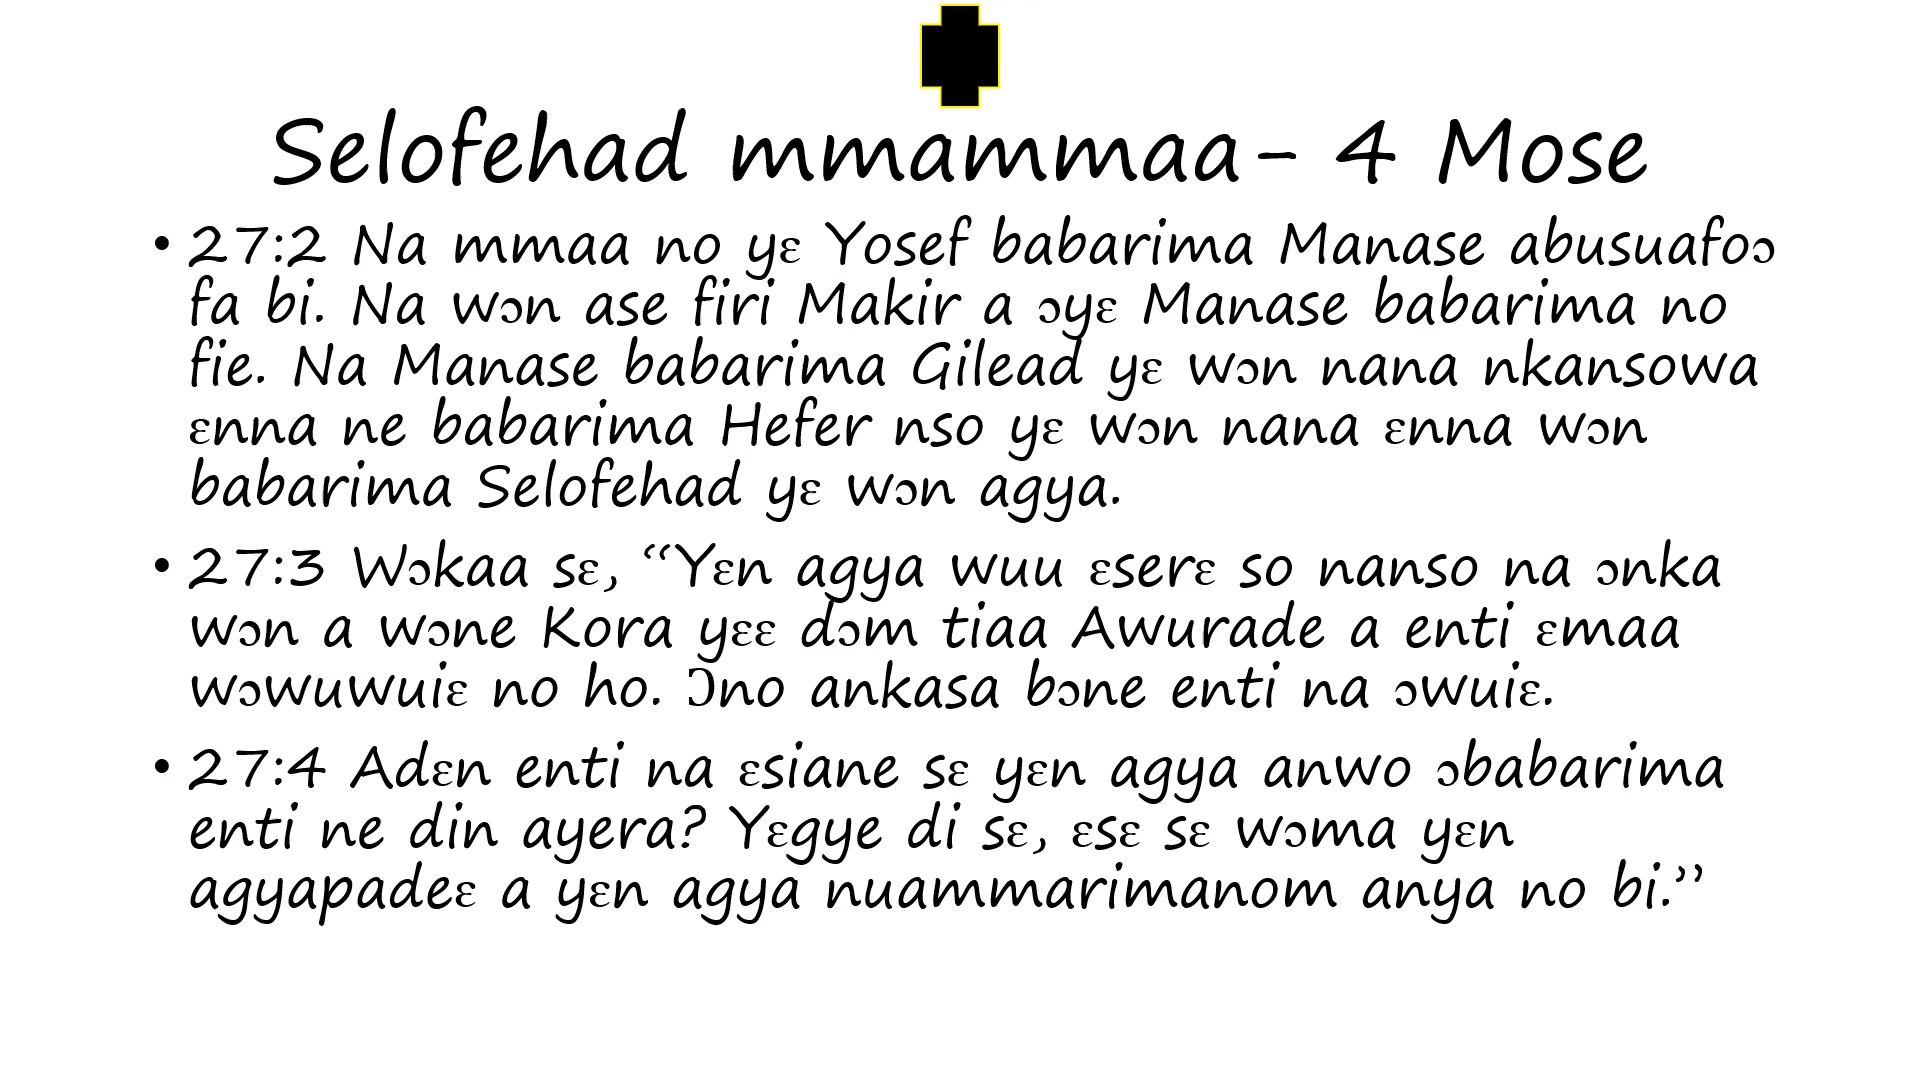 Selofehad mmammaa- 4 Mose
• 27:2 Na mmaa no yɛ Yosef babarima Manase abusuafoɔ
fa bi. Na wɔn ase firi Makir a ɔyɛ Manase babarima no
fie. Na Manase babarima Gilead yɛ wɔn nana nkansowa
ɛnna ne babarima Hefer nso yɛ wɔn nana ɛnna wɔn
babarima Selofehad yɛ wɔn agya.
• 27:3 Wɔkaa sɛ, “Yɛn agya wuu ɛserɛ so nanso na ɔnka
wɔn a wɔne Kora yɛɛ dɔm tiaa Awurade a enti ɛmaa
wɔwuwuiɛ no ho. Ɔno ankasa bɔne enti na ɔwuiɛ.
• 27:4 Adɛn enti na ɛsiane sɛ yɛn agya anwo ɔbabarima
enti ne din ayera? Yɛgye di sɛ, ɛsɛ sɛ wɔma yɛn
agyapadeɛ a yɛn agya nuammarimanom anya no bi.”